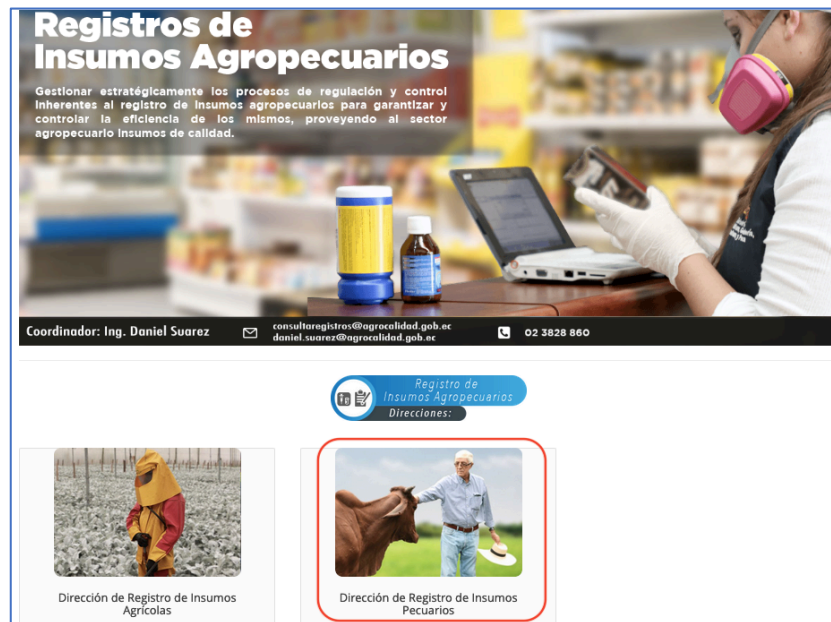 Registros de
Insumos Agropecuarios
Gestionar estratégicamente los procesos de regulación y control
inherentes al registro de insumos agropecuarios para garantizar y
controlar la eficiencia de los mismos, proveyendo al sector
agropecuario insumos de calidad.
Coordinador: Ing. Daniel Suarez
consultaregistros@agrocalidad.gob.ec
daniel.suarez@agrocalidad.gob.ec
02 3828 860
Registro de
Insumos Agropecuarios
Direcciones:
Dirección de Registro de Insumos
Agrícolas
Dirección de Registro de Insumos
Pecuarios